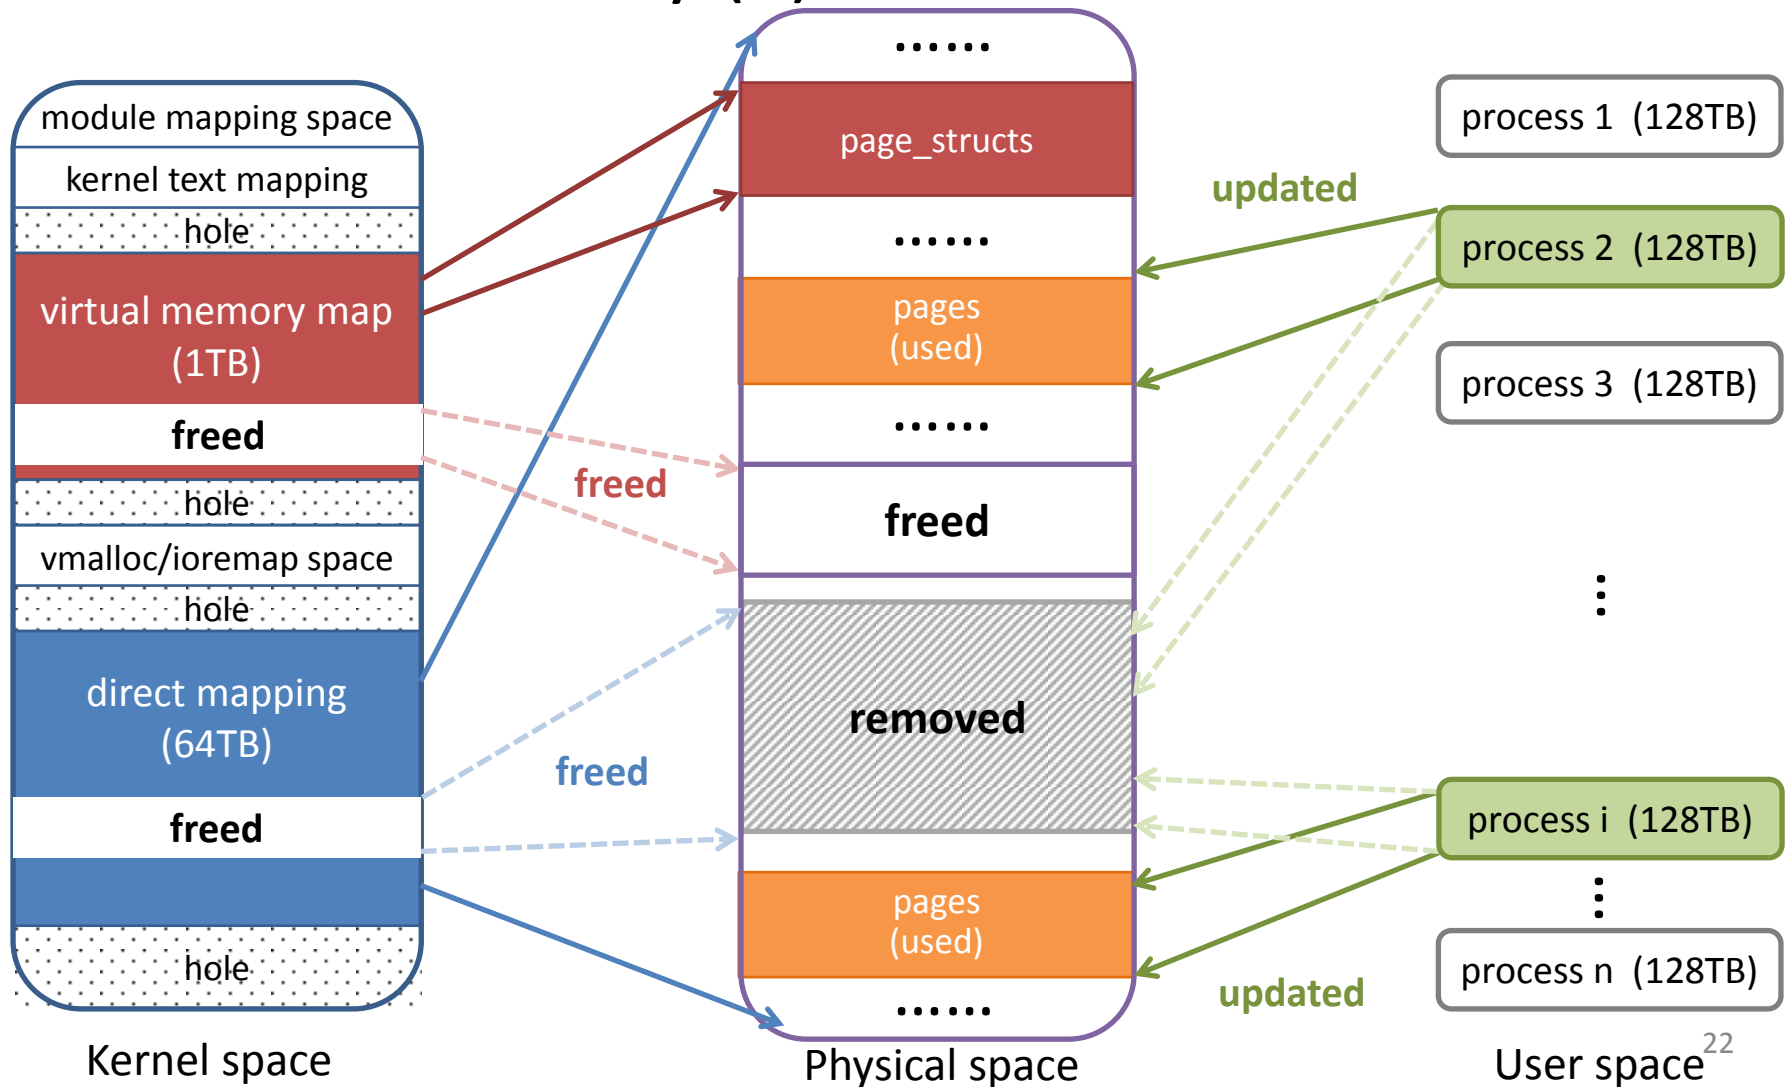 module mapping space
kernel text mapping
hole
virtual memory map
(1TB)
freed
hole
vmalloc/ioremap space
hole
direct mapping
(64TB)
freed
hole
Kernel space
freed
freed
......
page_structs
......
pages
(used)
......
freed
removed
pages
(used)
......
Physical space
updated
updated
process 1 (128TB)
process 2 (128TB)
process 3 (128TB)
⋮
process i (128TB)
⋮
process n (128TB)
User space
22